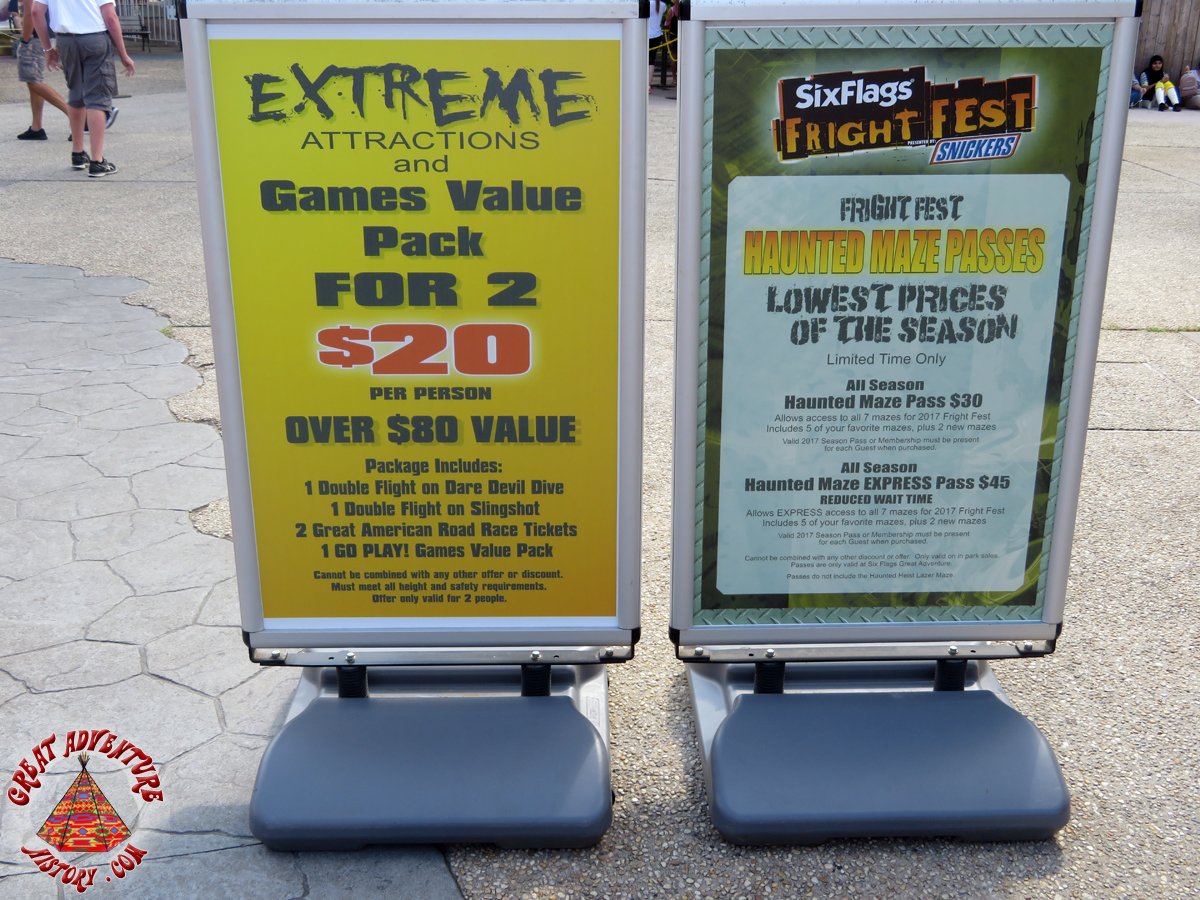 EXTREME
ATTRACTIONS
and
Games Value
Pack
FOR 2
$20
PER PERSON
OVER $80 VALUE
Package Includes:
1 Double Flight on Dare Devil Dive
1 Double Flight on Slingshot
2 Great American Road Race Tickets
1 GO PLAY! Games Value Pack
Cannot be combined with any other offer or discount.
Must meet all height and safety requirements.
Offer only valid for 2 people.
SixFlags
FRIGHT FEST
PRESENTED BY
SNICKERS
FRIGHT FEST
HAUNTED MAZE PASSES
LOWEST PRICES
OF THE SEASON
Limited Time Only
All Season
Haunted Maze Pass $30
Allows access to all 7 mazes for 2017 Fright Fest
Includes 5 of your favorite mazes, plus 2 new mazes
Valid 2017 Season Pass or Membership must be present
for each Guest when purchased.
All Season
Haunted Maze EXPRESS Pass $45
REDUCED WAIT TIME
Allows EXPRESS access to all 7 mazes for 2017 Fright Fest
Includes 5 of your favorite mazes, plus 2 new mazes
Valid 2017 Season Pass or Membership must be present
for each Guest when purchased.
Cannot be combined with any other discount or offer. Only valid on in park sales.
Passes are only valid at Six Flags Great Adventure.
Passes do not include the Haunted Heist Lazer Maze.
GREAT ADVENTURE
HISTORY.COM